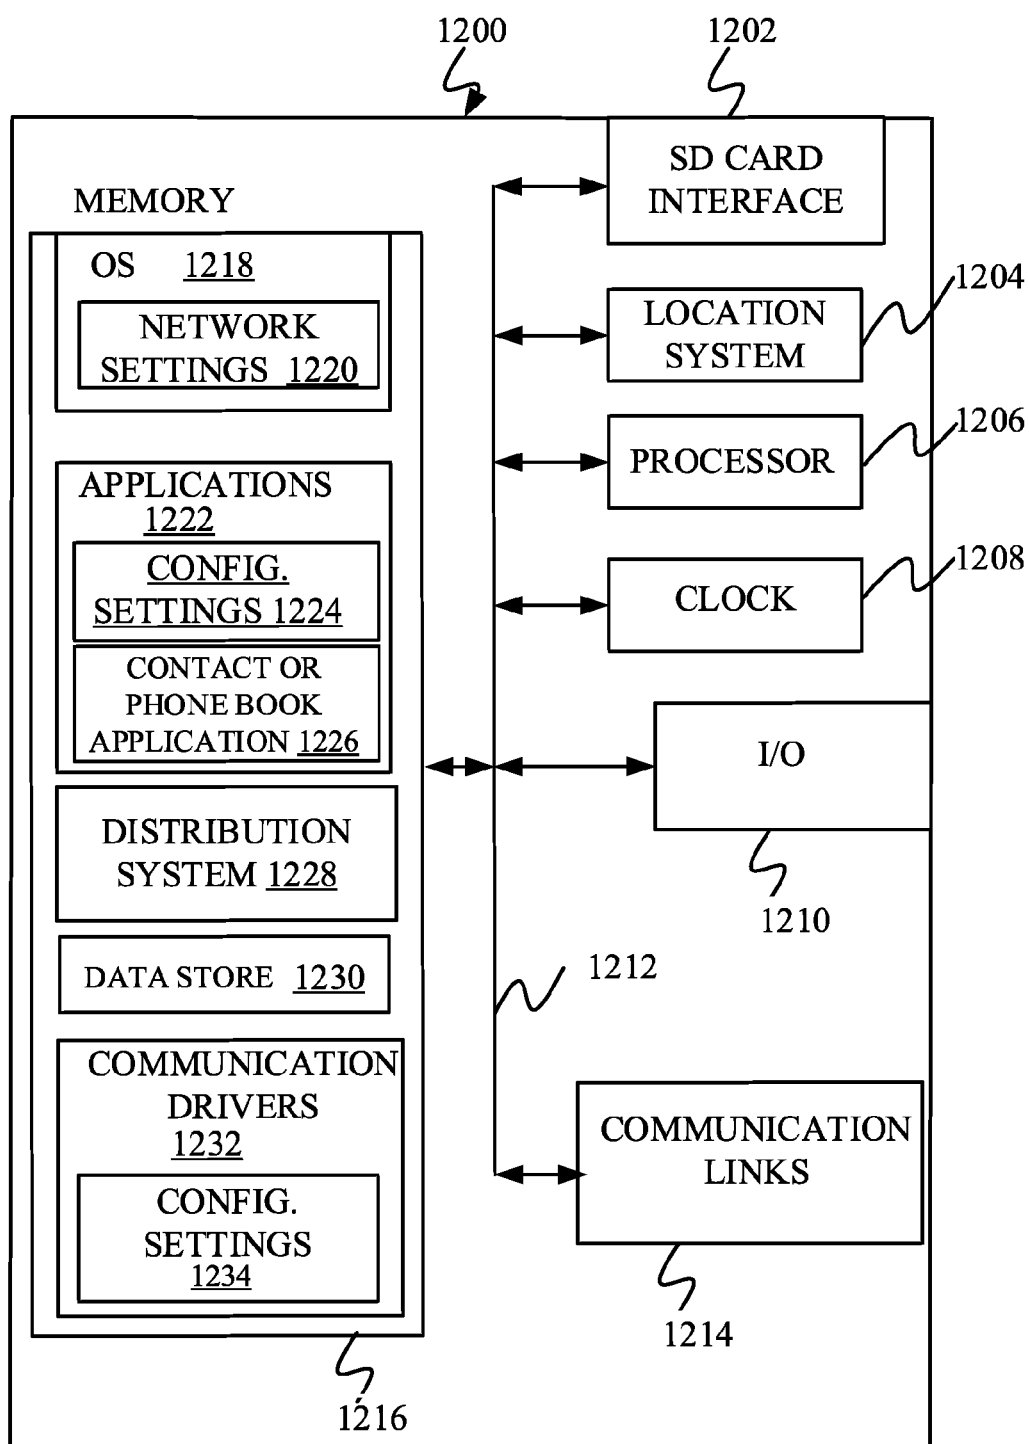 1200
1202
SD CARD
INTERFACE
MEMORY
OS 1218
NETWORK
SETTINGS 1220
1204
LOCATION
SYSTEM
1206
PROCESSOR
APPLICATIONS
1222
CONFIG.
SETTINGS 1224
1208
CLOCK
CONTACT OR
PHONE BOOK
APPLICATION 1226
I/O
DISTRIBUTION
SYSTEM 1228
1210
DATA STORE 1230
1212
COMMUNICATION
DRIVERS
1232
CONFIG.
SETTINGS
1234
COMMUNICATION
LINKS
1214
1216